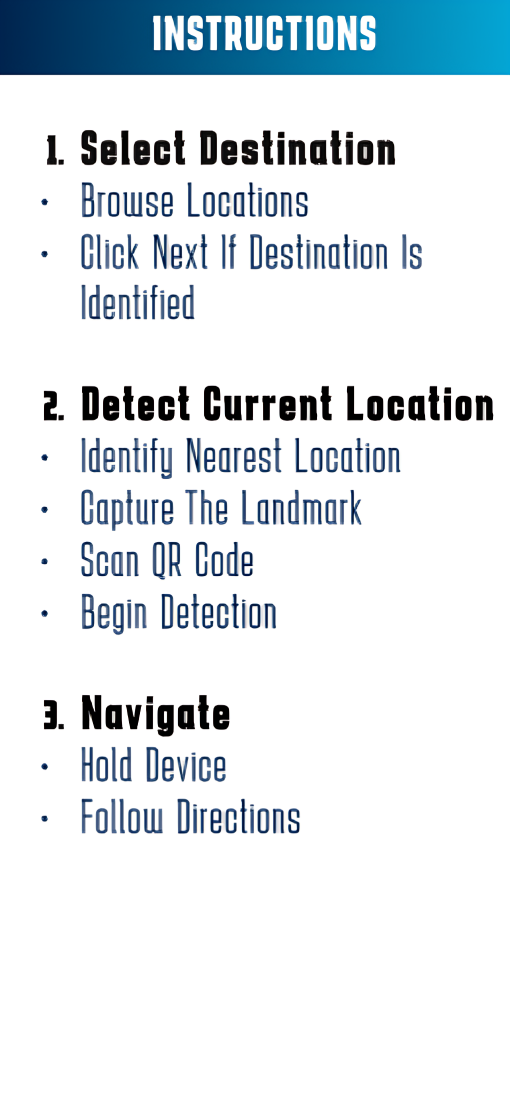 INSTRUCTIONS
1. Select Destination
• Browse Locations
• Click Next If Destination Is
Identified
2. Detect Current Location
• Identify Nearest Location
• Capture The Landmark
• Scan QR Code
• Begin Detection
3. Navigate
• Hold Device
• Follow Directions